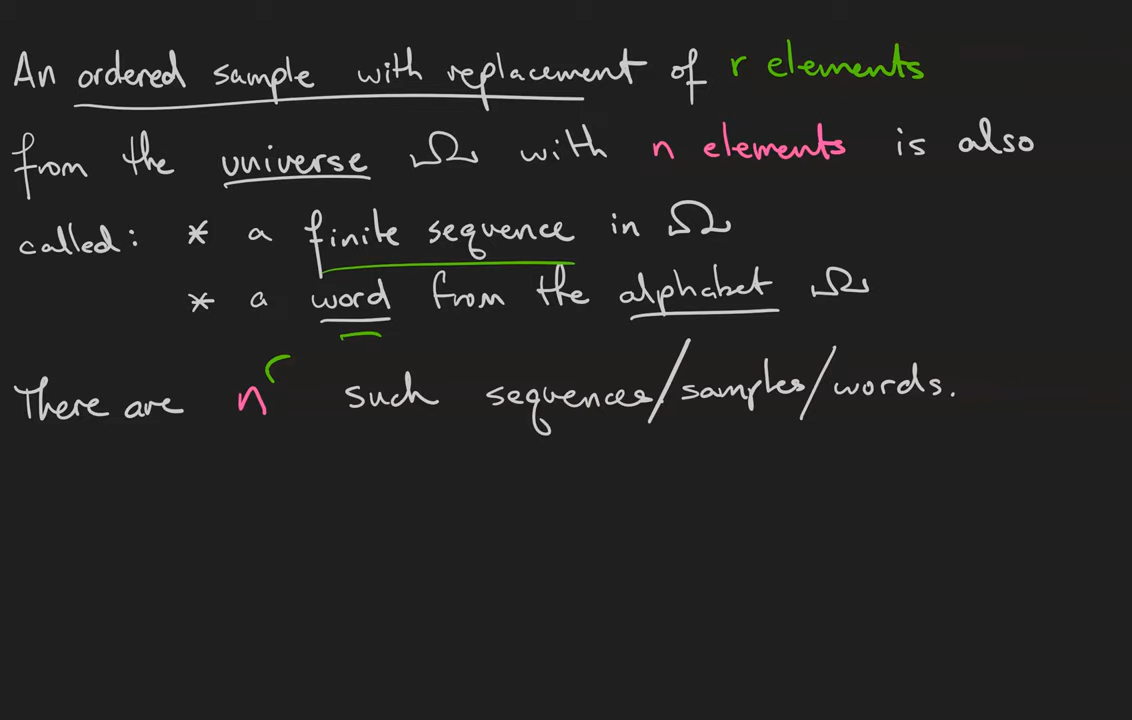 An ordered sample with replacement of r elements
from the universe Ω with n elements is also
called: * a finite sequence in Ω
* a word from the alphabet Ω
There are nʳ such sequences/samples/words.